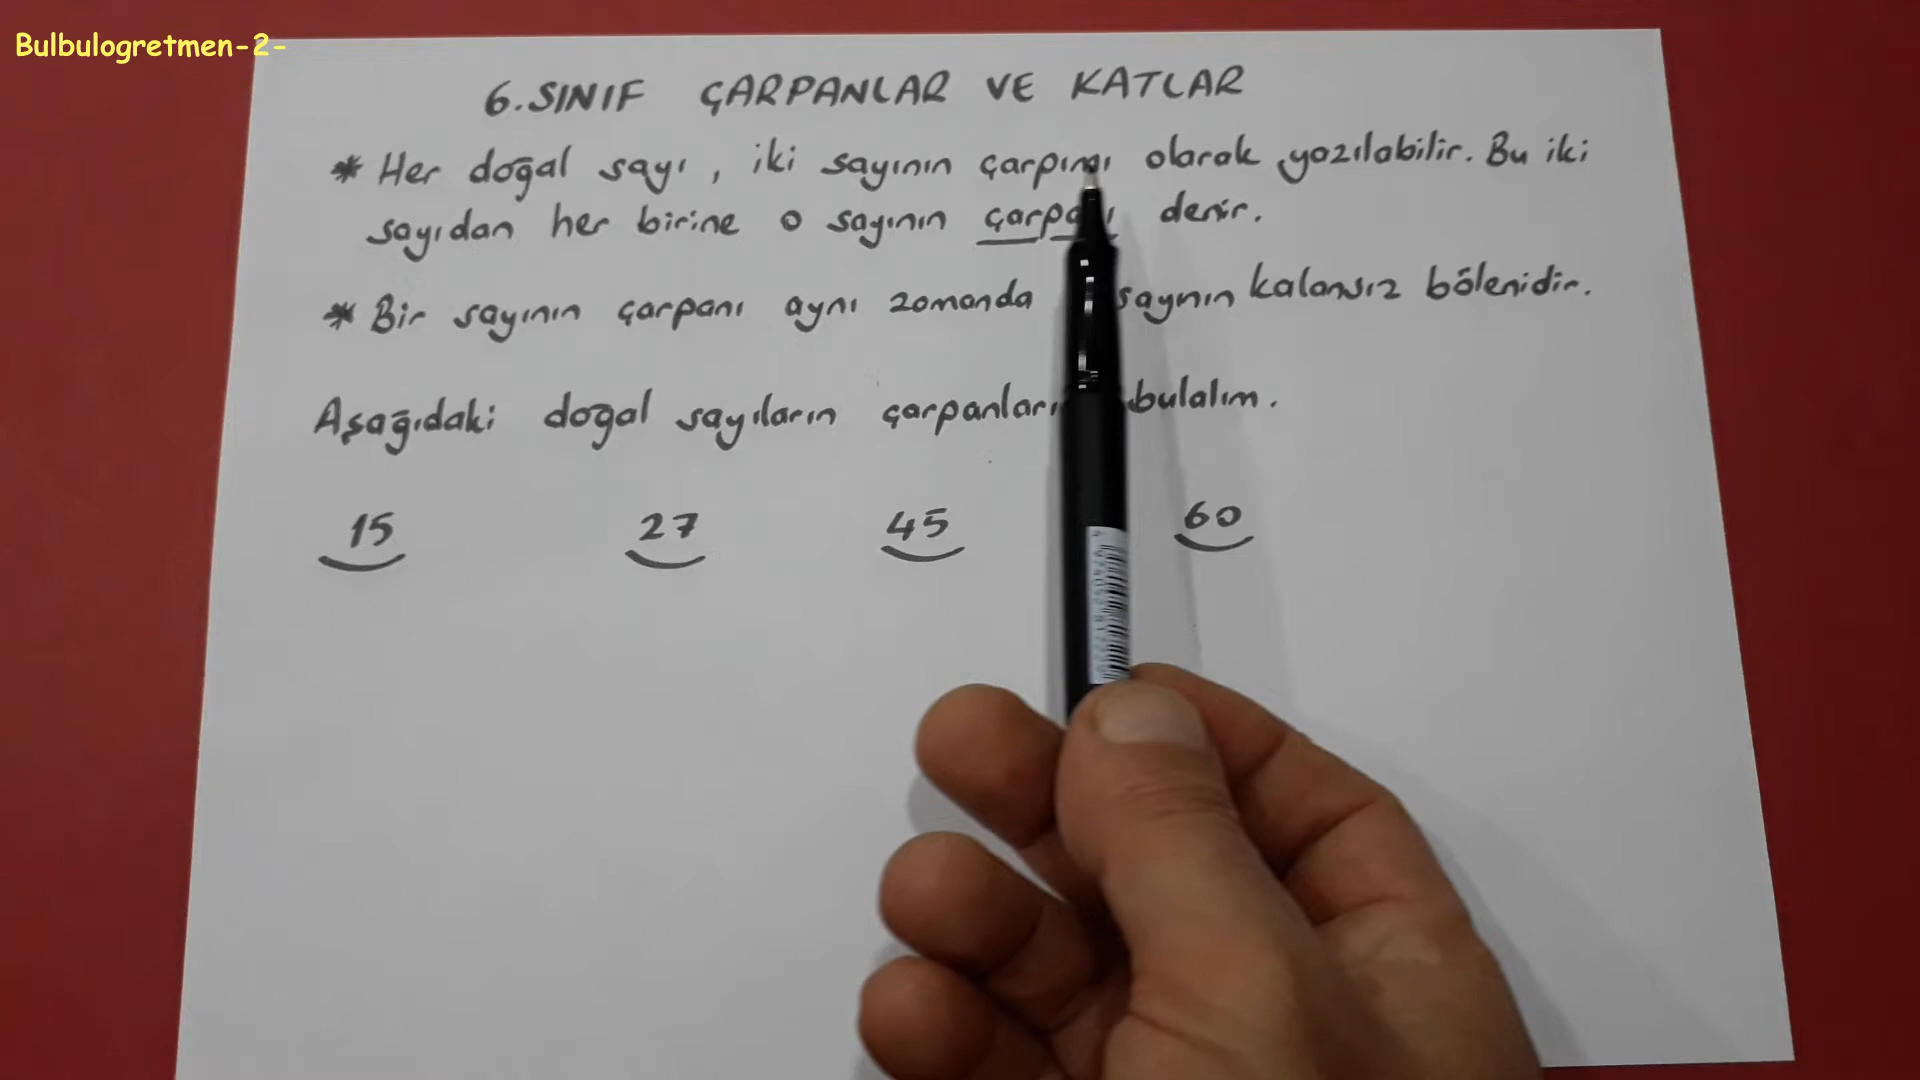 Bulbulogretmen-2-
6.SINIF ÇARPANLAR VE KATLAR
* Her doğal sayı, iki sayının çarpımı olarak yazılabilir. Bu iki
sayıdan her birine o sayının çarpanı denir.
* Bir sayının çarpanı aynı zamanda sayının kalansız bölenidir.
Aşağıdaki doğal sayıların çarpanları bulalım.
15 27 45 60